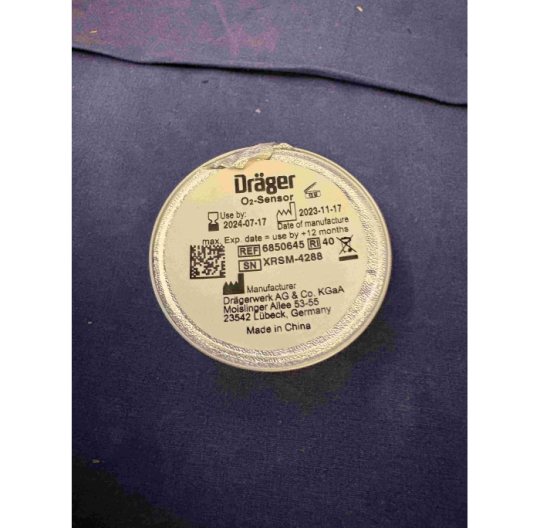 Dräger
O₂-Sensor
Use by:
2024-07-17
2023-11-17
Date of manufacture
max. Exp. date = use by +12 months
REF 6850645 RI 40
SN XRSM-4288
Manufacturer
Drägerwerk AG & Co. KGaA
Moislinger Allee 53-55
23542 Lübeck, Germany
Made in China